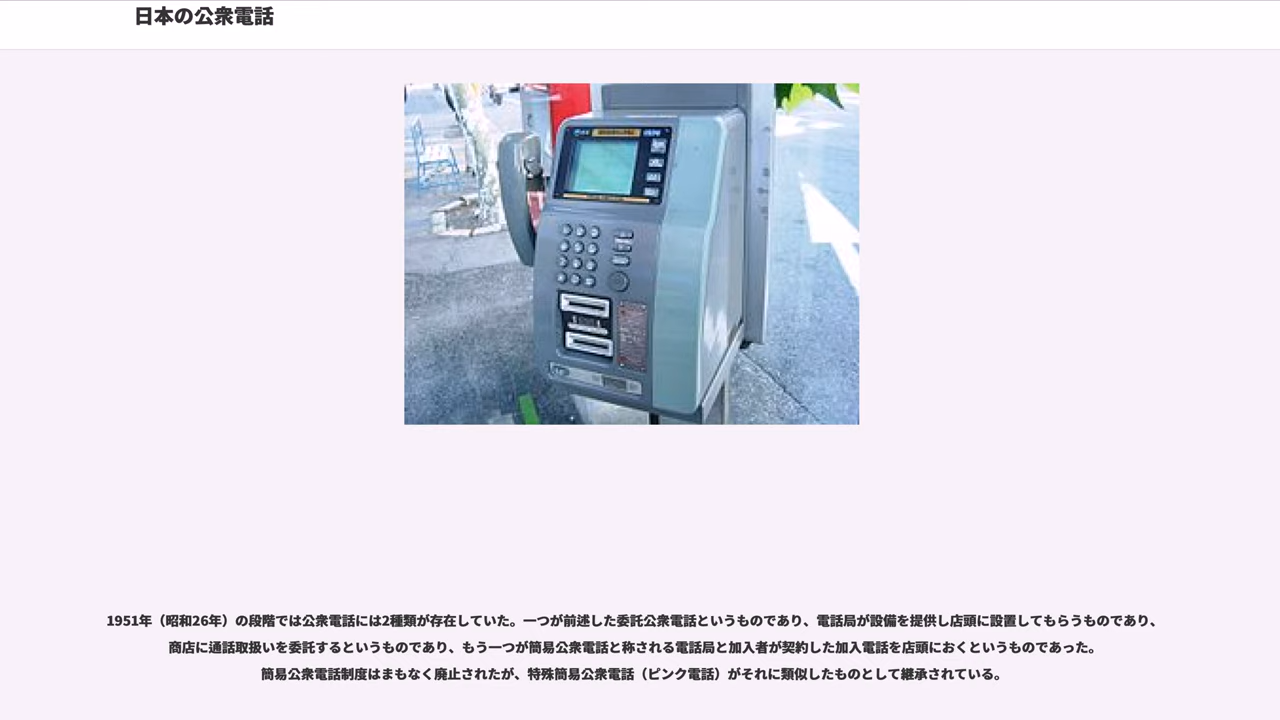 日本の公衆電話
1951年（昭和26年）の段階では公衆電話には2種類が存在していた。一つが前述した委託公衆電話というものであり、電話局が設備を提供し店頭に設置してもらうものであり、
商店に通話取扱いを委託するというものであり、もう一つが簡易公衆電話と称される電話局と加入者が契約した加入電話を店頭におくというものであった。
簡易公衆電話制度はまもなく廃止されたが、特殊簡易公衆電話（ピンク電話）がそれに類似したものとして継承されている。